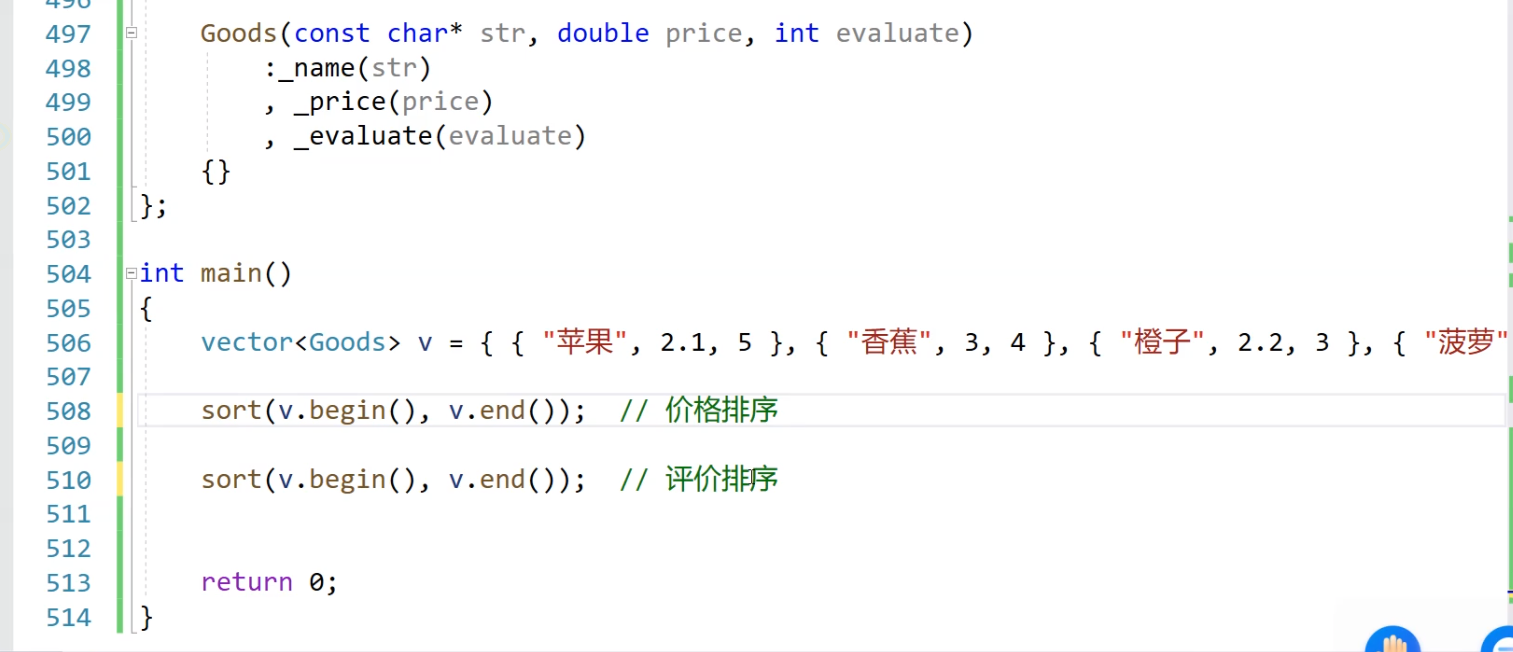 497 Goods(const char* str, double price, int evaluate)
498 :_name(str)
499 , _price(price)
500 , _evaluate(evaluate)
501 {}
502 };
503
504 int main()
505 {
506 vector<Goods> v = { { "苹果", 2.1, 5 }, { "香蕉", 3, 4 }, { "橙子", 2.2, 3 }, { "菠萝"
507
508 sort(v.begin(), v.end()); // 价格排序
509
510 sort(v.begin(), v.end()); // 评价排序
511
512
513 return 0;
514 }